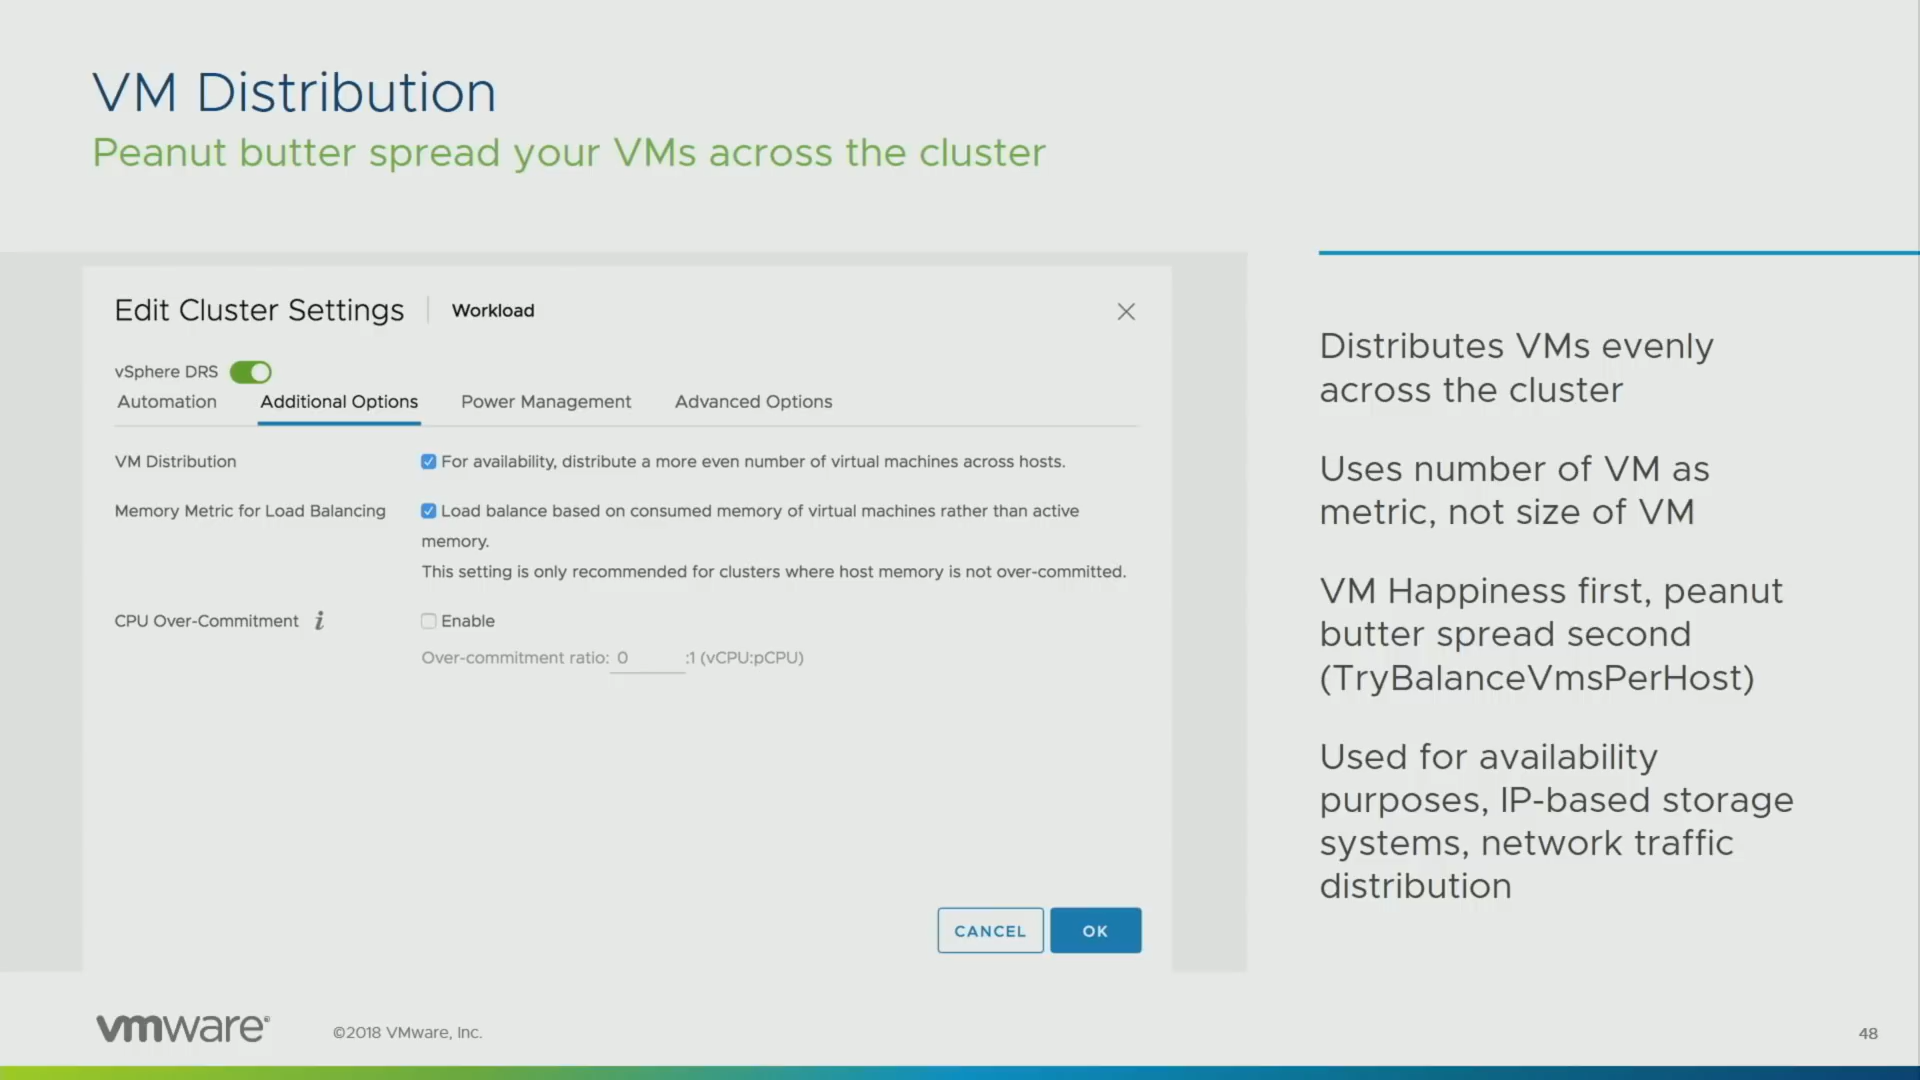 VM Distribution
Peanut butter spread your VMs across the cluster
Edit Cluster Settings | Workload
vSphere DRS
Automation Additional Options Power Management Advanced Options
VM Distribution For availability, distribute a more even number of virtual machines across hosts.
Memory Metric for Load Balancing Load balance based on consumed memory of virtual machines rather than active
memory.
This setting is only recommended for clusters where host memory is not over-committed.
CPU Over-Commitment i Enable
Over-commitment ratio: 0 :1 (vCPU:pCPU)
CANCEL OK
Distributes VMs evenly
across the cluster
Uses number of VM as
metric, not size of VM
VM Happiness first, peanut
butter spread second
(TryBalanceVmsPerHost)
Used for availability
purposes, IP-based storage
systems, network traffic
distribution
vmware® ©2018 VMware, Inc. 48